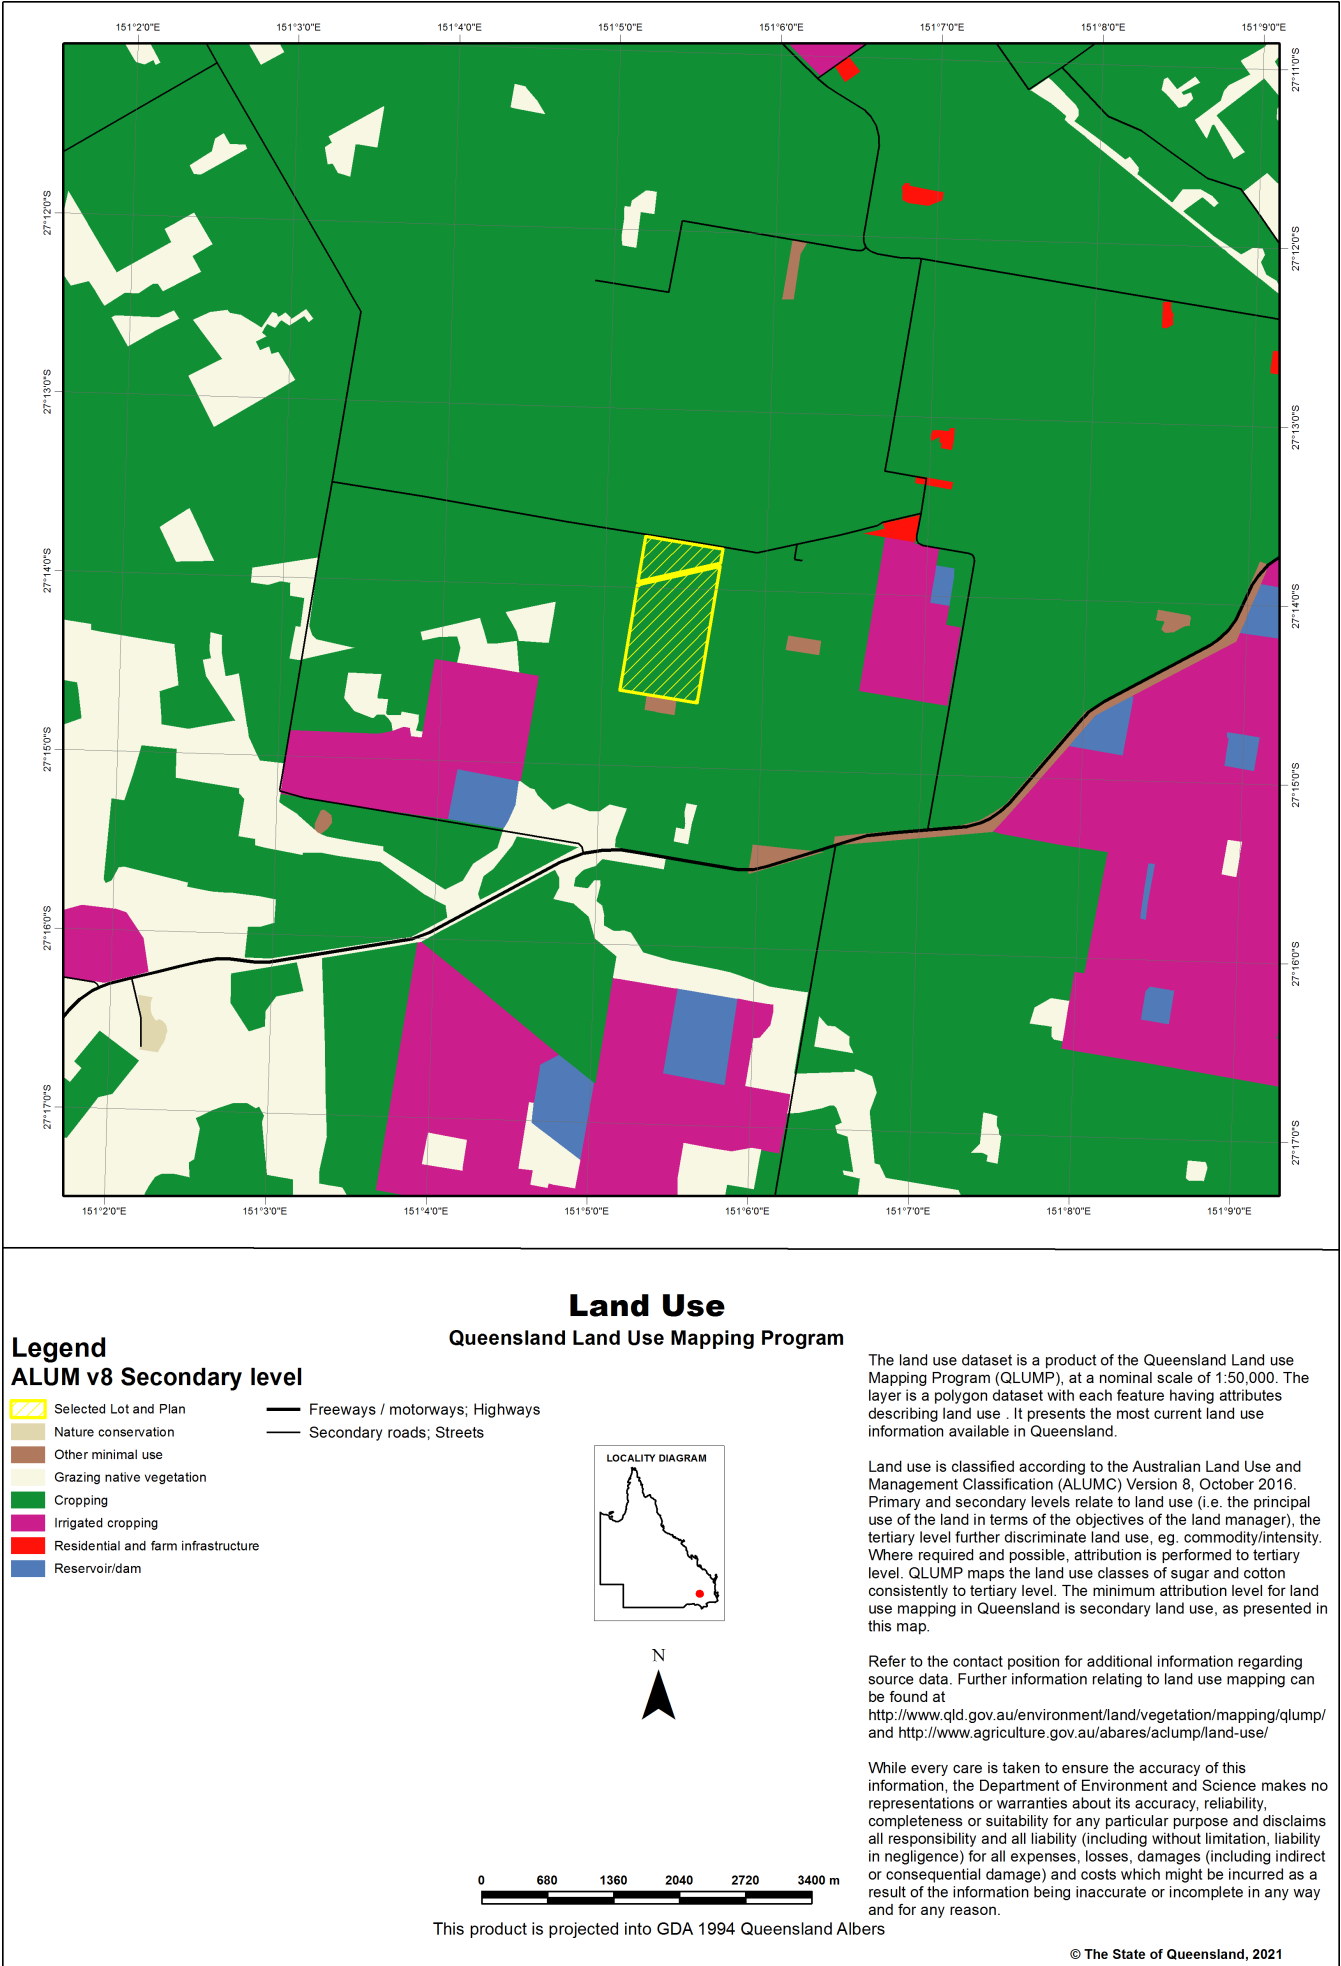 151°2'0"E 151°3'0"E 151°4'0"E 151°5'0"E 151°6'0"E 151°7'0"E 151°8'0"E 151°9'0"E
27°11'0"S
27°12'0"S
27°12'0"S
27°13'0"S
27°13'0"S
27°14'0"S
27°14'0"S
27°15'0"S
27°15'0"S
27°16'0"S
27°16'0"S
27°17'0"S
27°17'0"S
151°2'0"E 151°3'0"E 151°4'0"E 151°5'0"E 151°6'0"E 151°7'0"E 151°8'0"E 151°9'0"E
Land Use
Queensland Land Use Mapping Program
Legend
ALUM v8 Secondary level
Selected Lot and Plan
Nature conservation
Other minimal use
Grazing native vegetation
Cropping
Irrigated cropping
Residential and farm infrastructure
Reservoir/dam
Freeways / motorways; Highways
Secondary roads; Streets
LOCALITY DIAGRAM
N
0 680 1360 2040 2720 3400 m
This product is projected into GDA 1994 Queensland Albers
The land use dataset is a product of the Queensland Land use
Mapping Program (QLUMP), at a nominal scale of 1:50,000. The
layer is a polygon dataset with each feature having attributes
describing land use . It presents the most current land use
information available in Queensland.
Land use is classified according to the Australian Land Use and
Management Classification (ALUMC) Version 8, October 2016.
Primary and secondary levels relate to land use (i.e. the principal
use of the land in terms of the objectives of the land manager), the
tertiary level further discriminate land use, eg. commodity/intensity.
Where required and possible, attribution is performed to tertiary
level. QLUMP maps the land use classes of sugar and cotton
consistently to tertiary level. The minimum attribution level for land
use mapping in Queensland is secondary land use, as presented in
this map.
Refer to the contact position for additional information regarding
source data. Further information relating to land use mapping can
be found at
http://www.qld.gov.au/environment/land/vegetation/mapping/qlump/
and http://www.agriculture.gov.au/abares/aclump/land-use/
While every care is taken to ensure the accuracy of this
information, the Department of Environment and Science makes no
representations or warranties about its accuracy, reliability,
completeness or suitability for any particular purpose and disclaims
all responsibility and all liability (including without limitation, liability
in negligence) for all expenses, losses, damages (including indirect
or consequential damage) and costs which might be incurred as a
result of the information being inaccurate or incomplete in any way
and for any reason.
© The State of Queensland, 2021